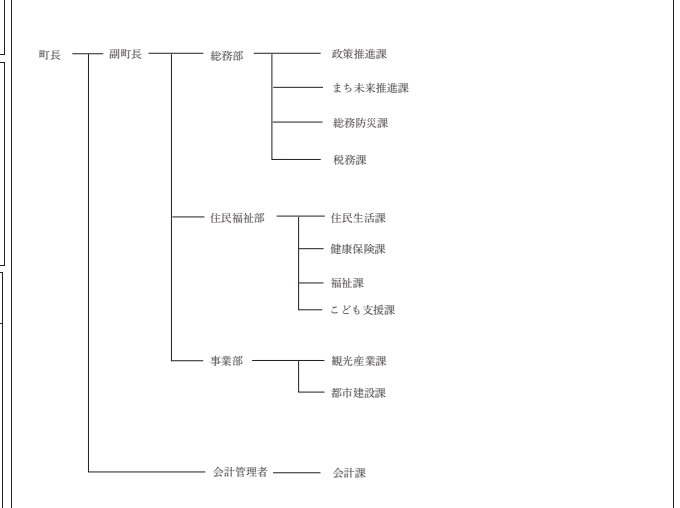 町長 副町長 総務部 政策推進課
まち未来推進課
総務防災課
税務課
住民福祉部 住民生活課
健康保険課
福祉課
こども支援課
事業部 観光産業課
都市建設課
会計管理者 会計課